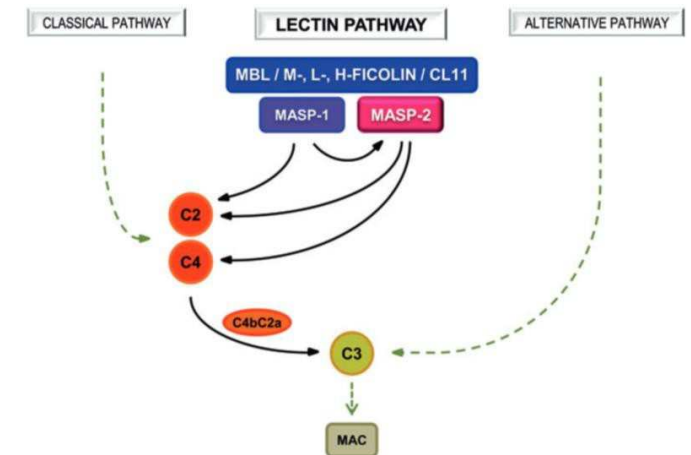 CLASSICAL PATHWAY
LECTIN PATHWAY
ALTERNATIVE PATHWAY
MBL / M-, L-, H-FICOLIN / CL11
MASP-1
MASP-2
C2
C4
C4bC2a
C3
MAC